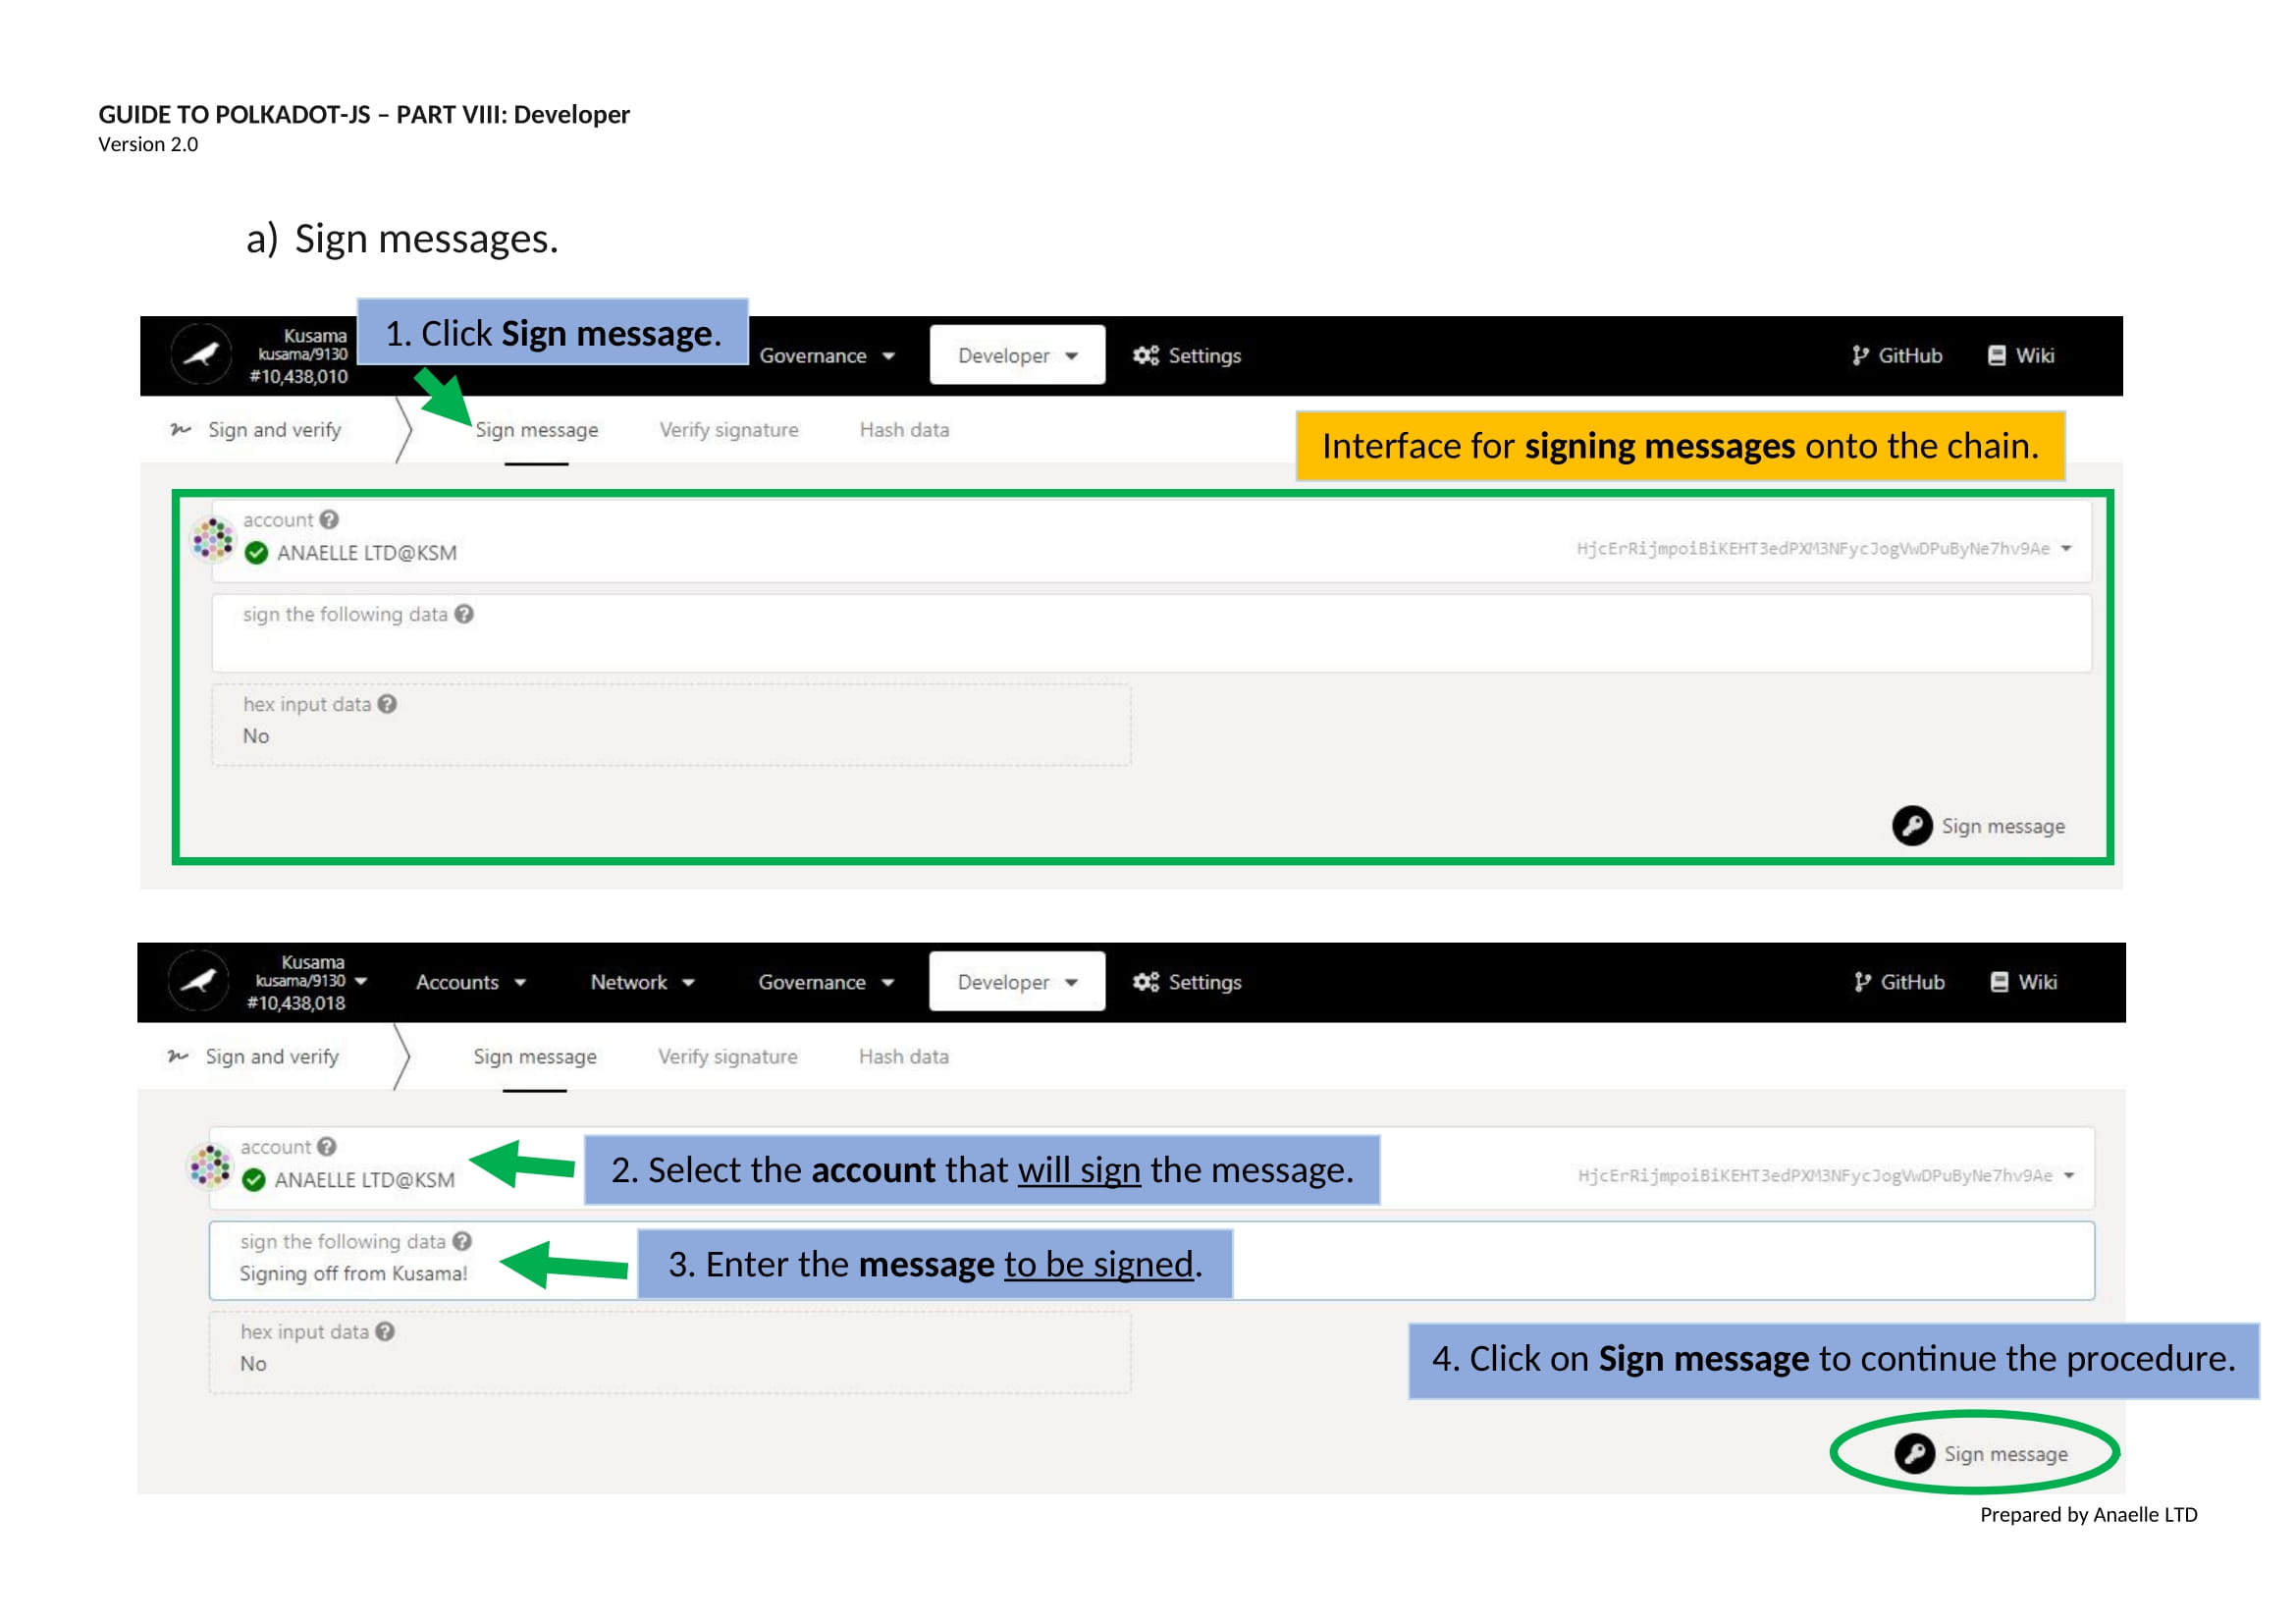 GUIDE TO POLKADOT-JS – PART VIII: Developer
Version 2.0
a) Sign messages.
1. Click Sign message.
Kusama
kusama/9130
#10,438,010
Governance
Developer
Settings
GitHub
Wiki
Sign and verify
Sign message
Verify signature
Hash data
Interface for signing messages onto the chain.
account
ANAELLE LTD@KSM
HjcErRijmpoiBiKEHT3edPXM3NFycJogVwDPuByNe7hv9Ae
sign the following data
hex input data
No
Sign message
Kusama
kusama/9130
#10,438,018
Accounts
Network
Governance
Developer
Settings
GitHub
Wiki
Sign and verify
Sign message
Verify signature
Hash data
account
ANAELLE LTD@KSM
2. Select the account that will sign the message.
HjcErRijmpoiBiKEHT3edPXM3NFycJogVwDPuByNe7hv9Ae
sign the following data
Signing off from Kusama!
3. Enter the message to be signed.
hex input data
No
4. Click on Sign message to continue the procedure.
Sign message
Prepared by Anaelle LTD